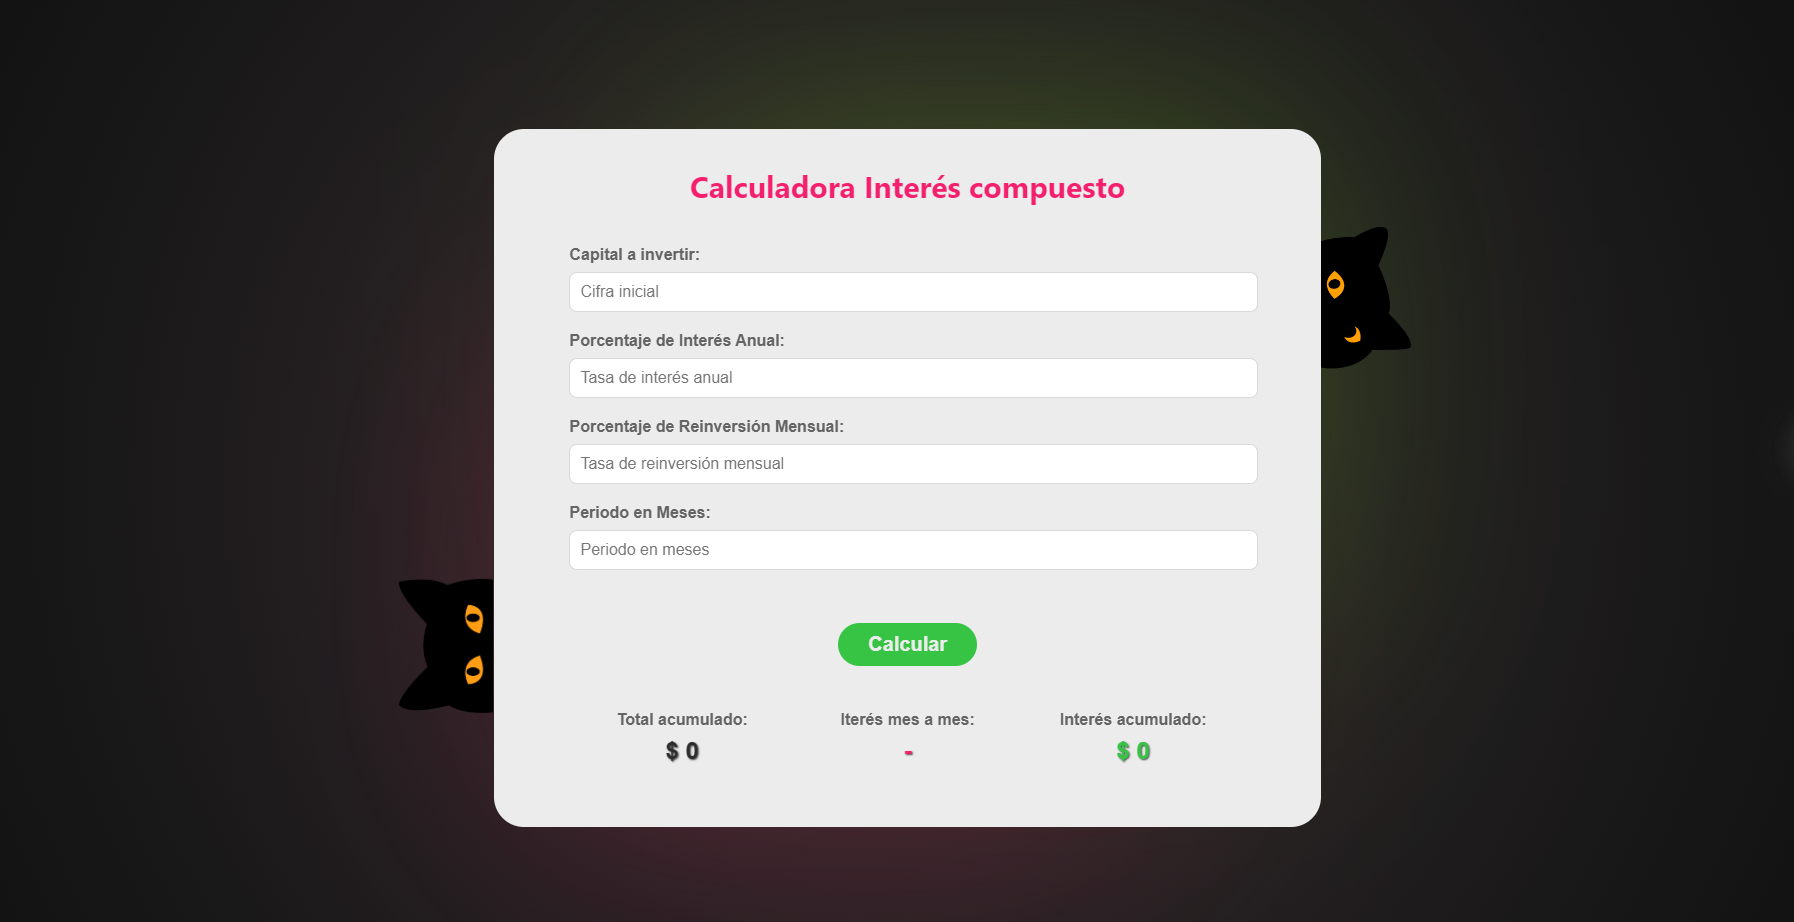 Calculadora Interés compuesto
Capital a invertir:
Cifra inicial
Porcentaje de Interés Anual:
Tasa de interés anual
Porcentaje de Reinversión Mensual:
Tasa de reinversión mensual
Periodo en Meses:
Periodo en meses
Calcular
Total acumulado: Iterés mes a mes: Interés acumulado:
$ 0 - $ 0